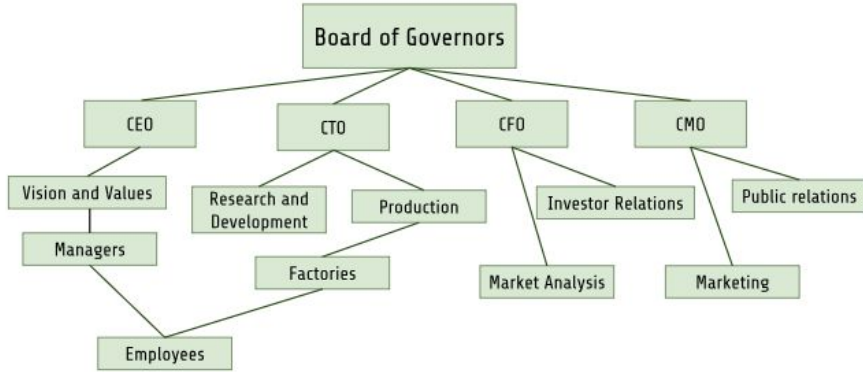 Board of Governors
CEO
CTO
CFO
CMO
Vision and Values
Research and
Development
Production
Investor Relations
Public relations
Managers
Factories
Market Analysis
Marketing
Employees